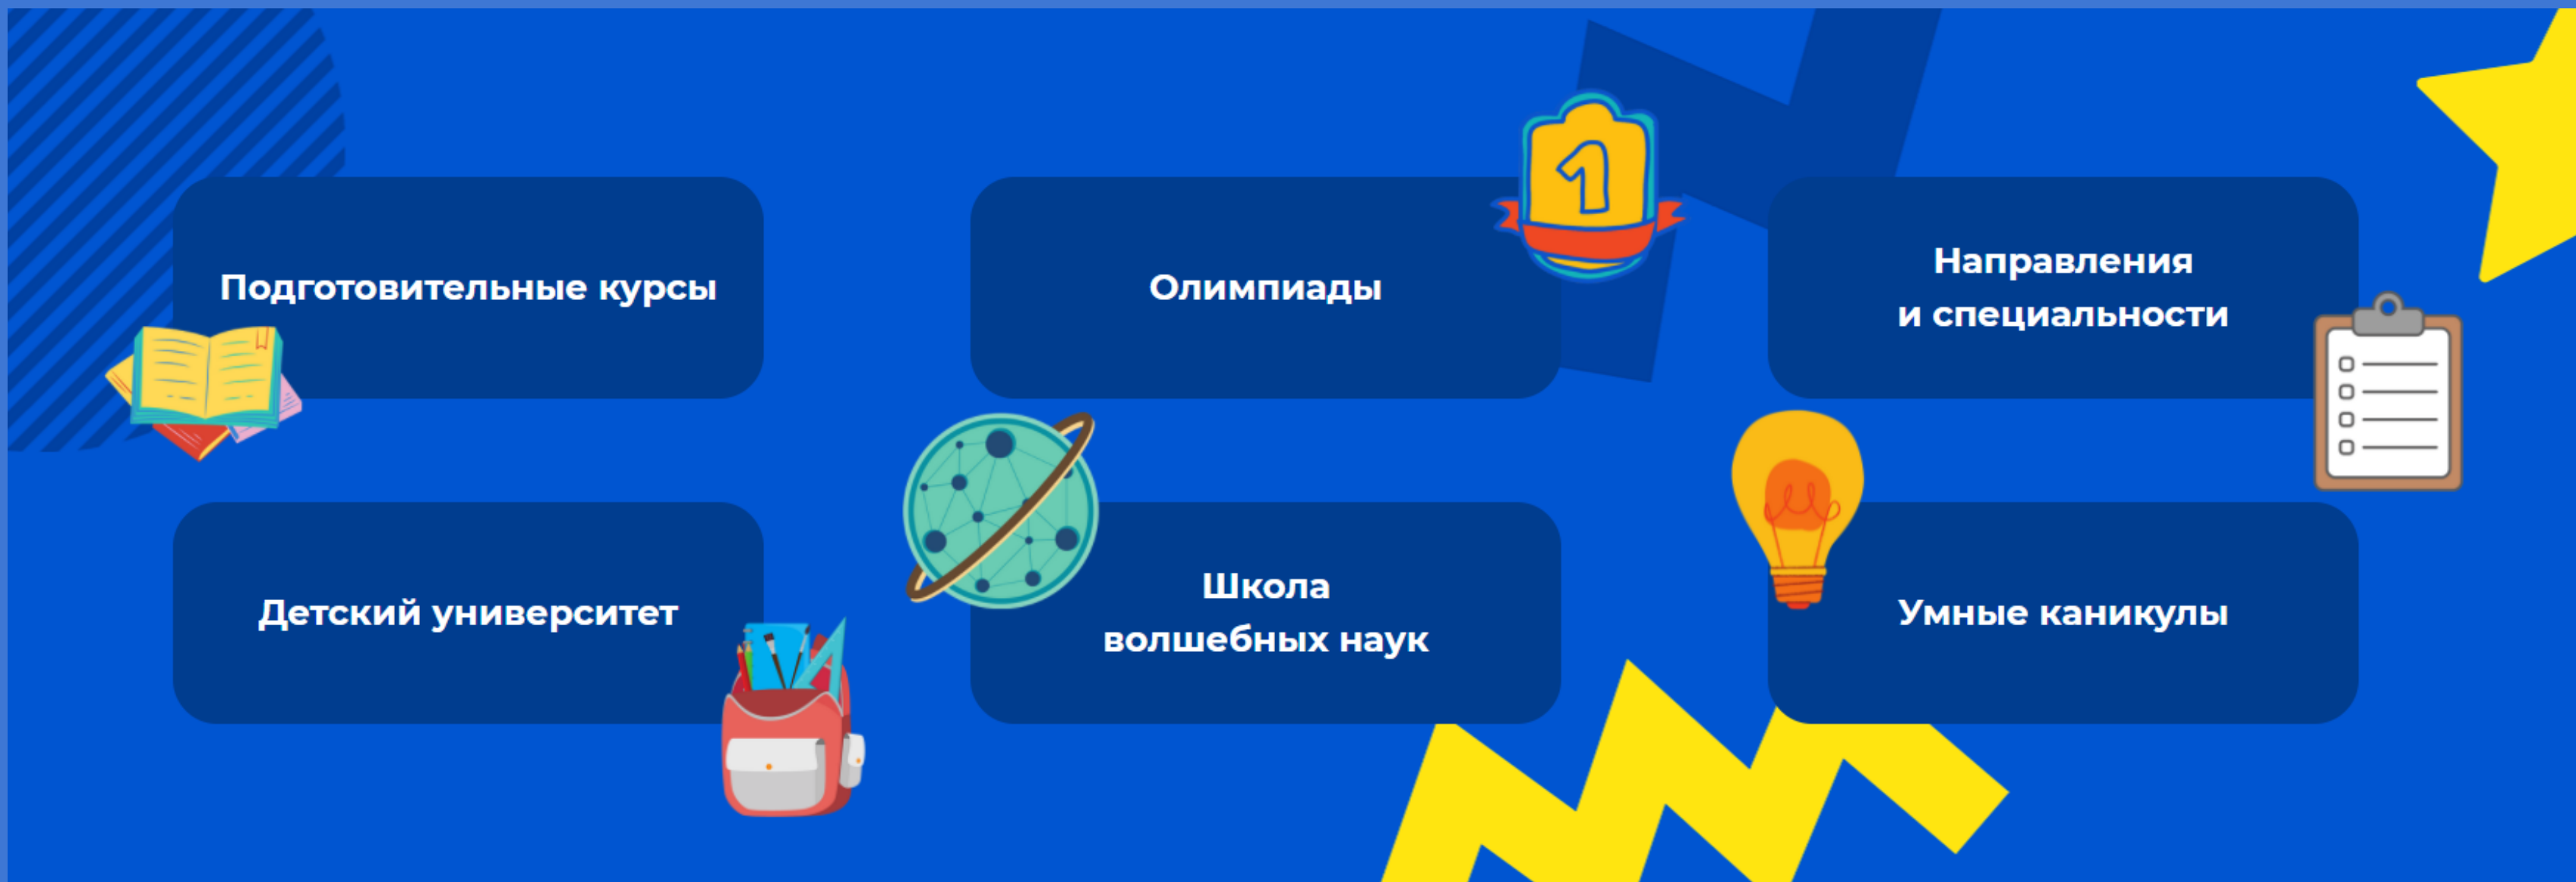 Подготовительные курсы
Олимпиады
1
Направления
и специальности
Детский университет
Школа
волшебных наук
Умные каникулы